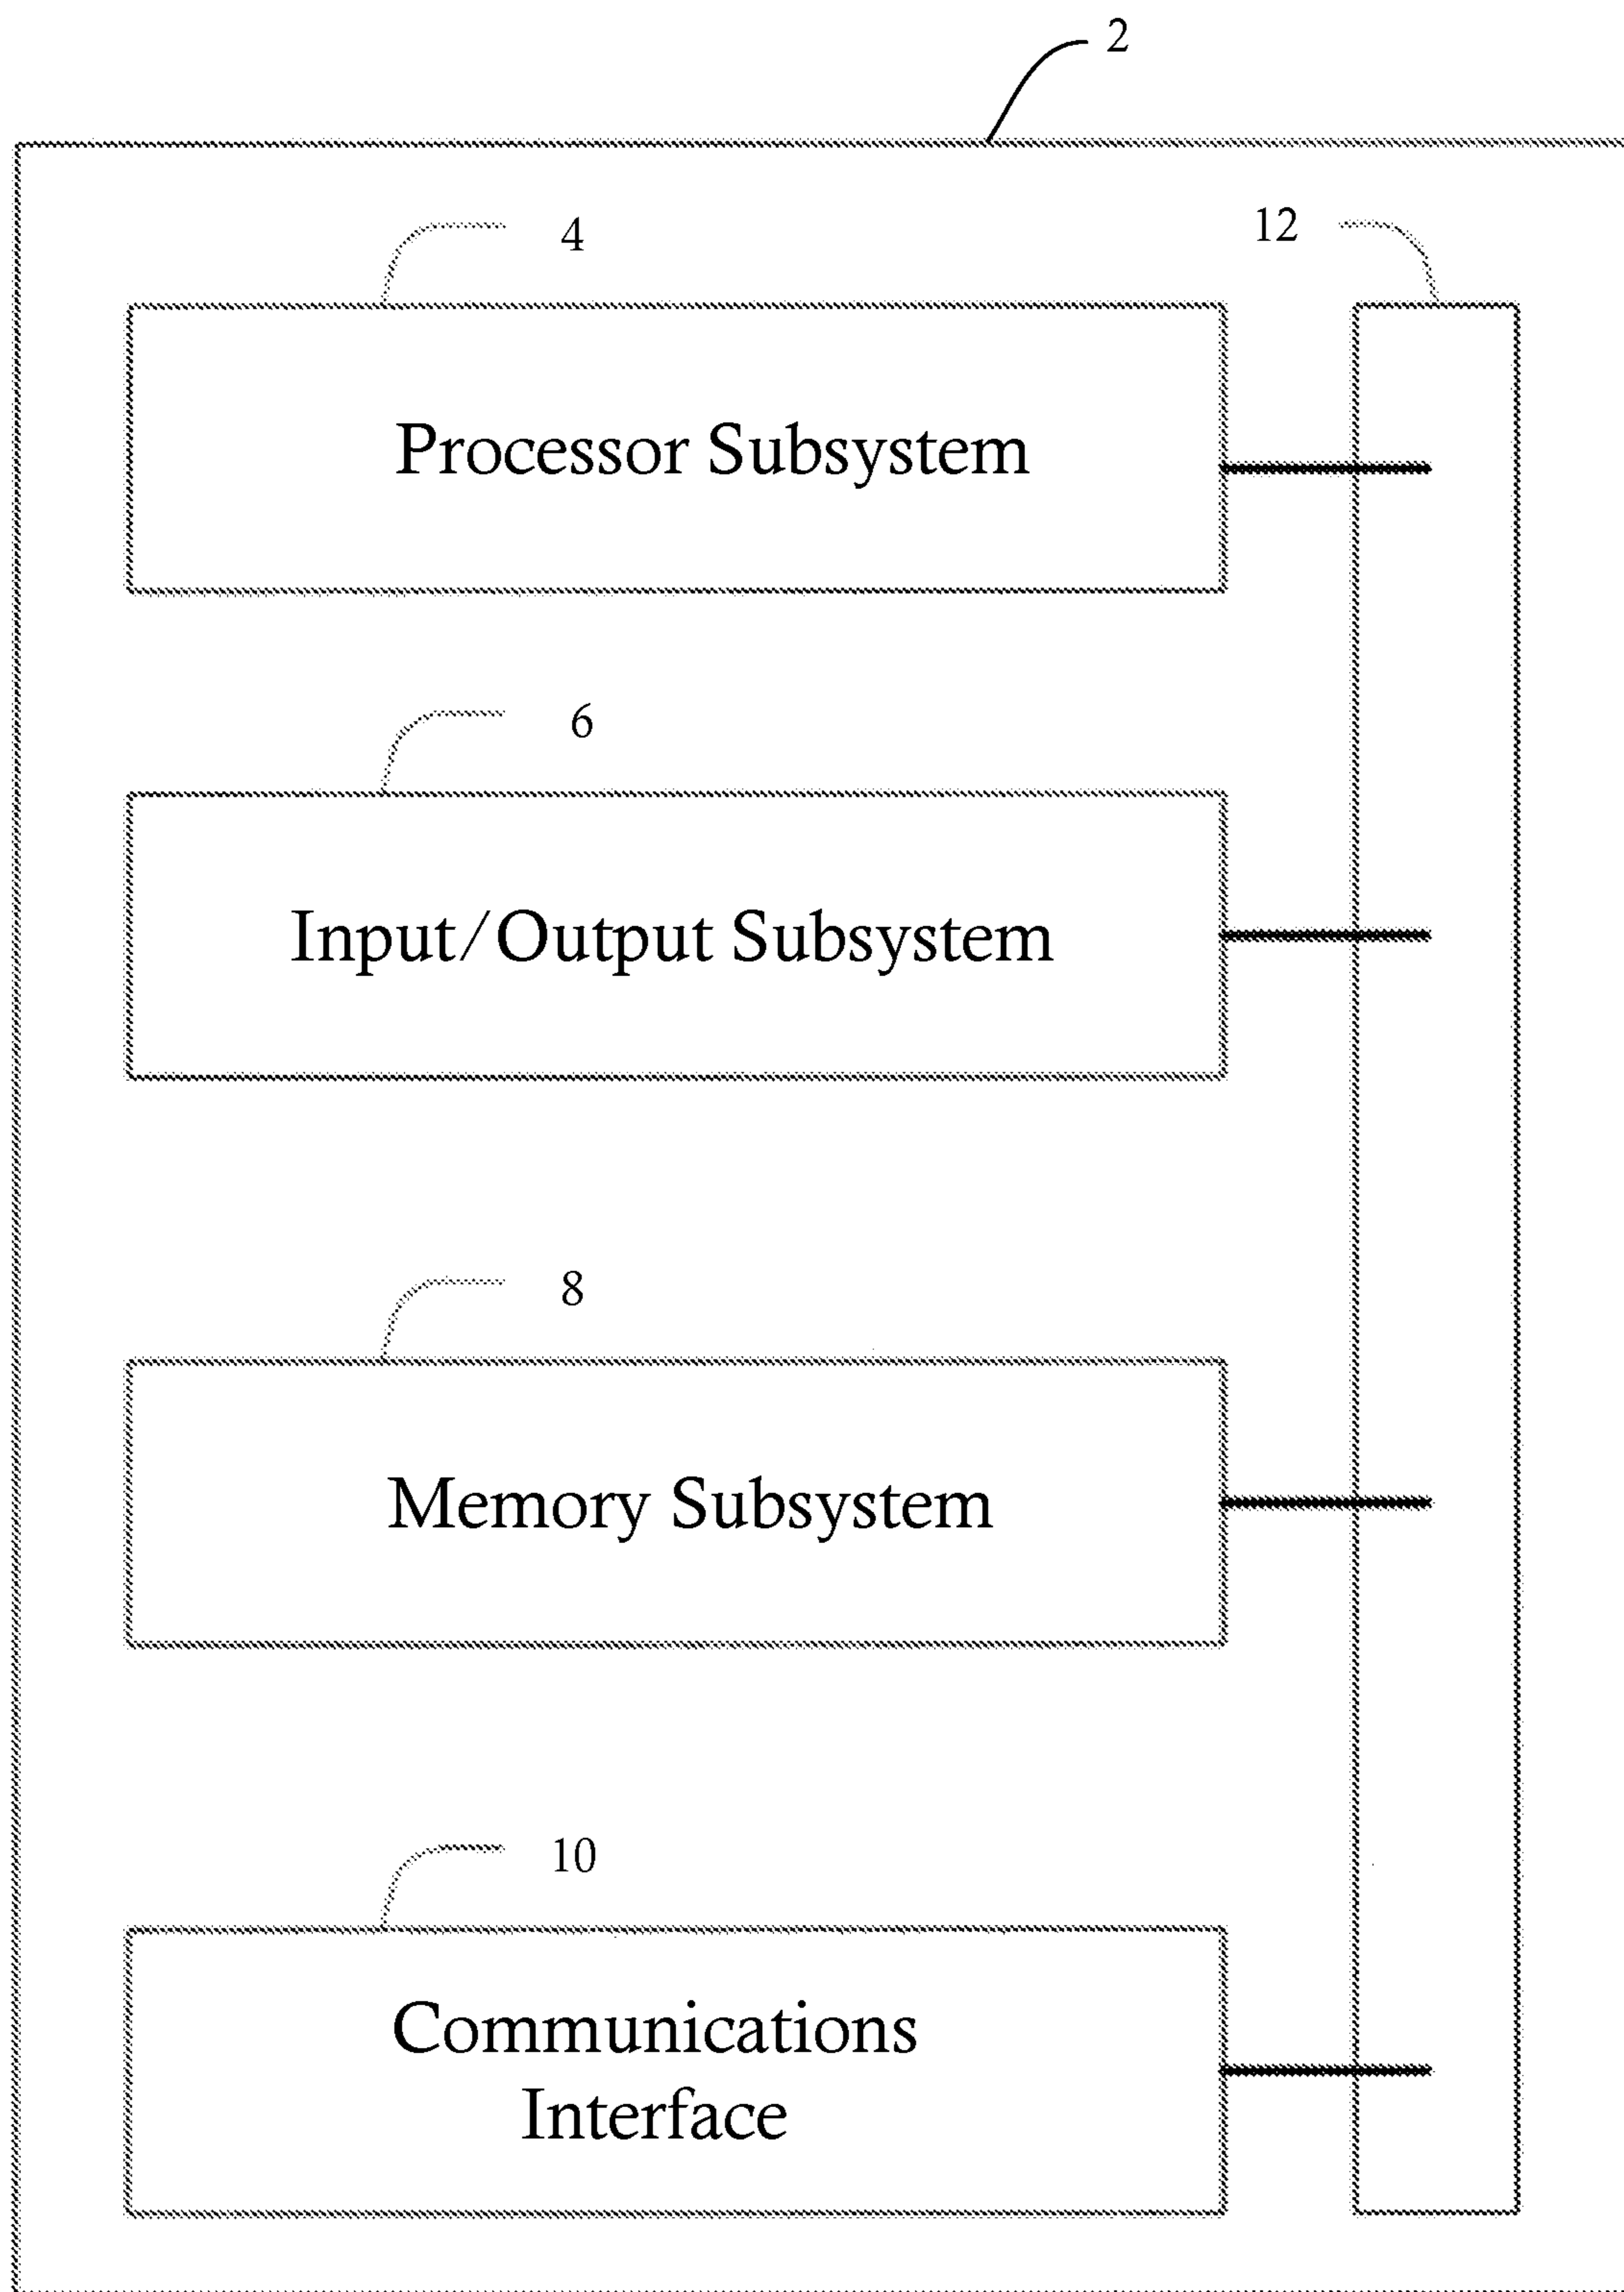 2
4
12
Processor Subsystem
6
Input/Output Subsystem
8
Memory Subsystem
10
Communications
Interface